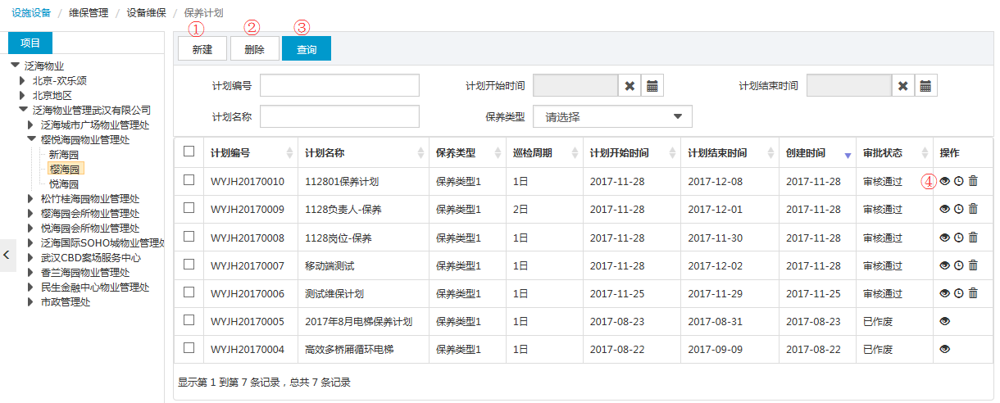 设施设备 / 维保管理 / 设备维保 / 保养计划
① ② ③
项目
新建 删除 查询
泛海物业
北京-欢乐颂
北京地区
泛海物业管理武汉有限公司
泛海城市广场物业管理处
樱悦海园物业管理处
新海园
樱海园
悦海园
松竹桂海园物业管理处
樱海园会所物业管理处
悦海园会所物业管理处
泛海国际SOHO城物业管理处
武汉CBD案场服务中心
香兰海园物业管理处
民生金融中心物业管理处
市政管理处
计划编号 计划开始时间 计划结束时间
计划名称 保养类型 请选择
计划编号 计划名称 保养类型 巡检周期 计划开始时间 计划结束时间 创建时间 审批状态 操作
WYJH20170010 112801保养计划 保养类型1 1日 2017-11-28 2017-12-08 2017-11-28 审核通过 ④
WYJH20170009 1128负责人-保养 保养类型1 2日 2017-11-28 2017-12-01 2017-11-28 审核通过
WYJH20170008 1128岗位-保养 保养类型1 1日 2017-11-28 2017-11-30 2017-11-28 审核通过
WYJH20170007 移动端测试 保养类型1 1日 2017-11-28 2017-12-02 2017-11-28 审核通过
WYJH20170006 测试维保计划 保养类型1 1日 2017-11-25 2017-11-29 2017-11-25 审核通过
WYJH20170005 2017年8月电梯保养计划 保养类型1 1日 2017-08-23 2017-08-31 2017-08-23 已作废
WYJH20170004 高效多桥厢循环电梯 保养类型1 1日 2017-08-22 2017-09-09 2017-08-22 已作废
显示第 1 到第 7 条记录，总共 7 条记录